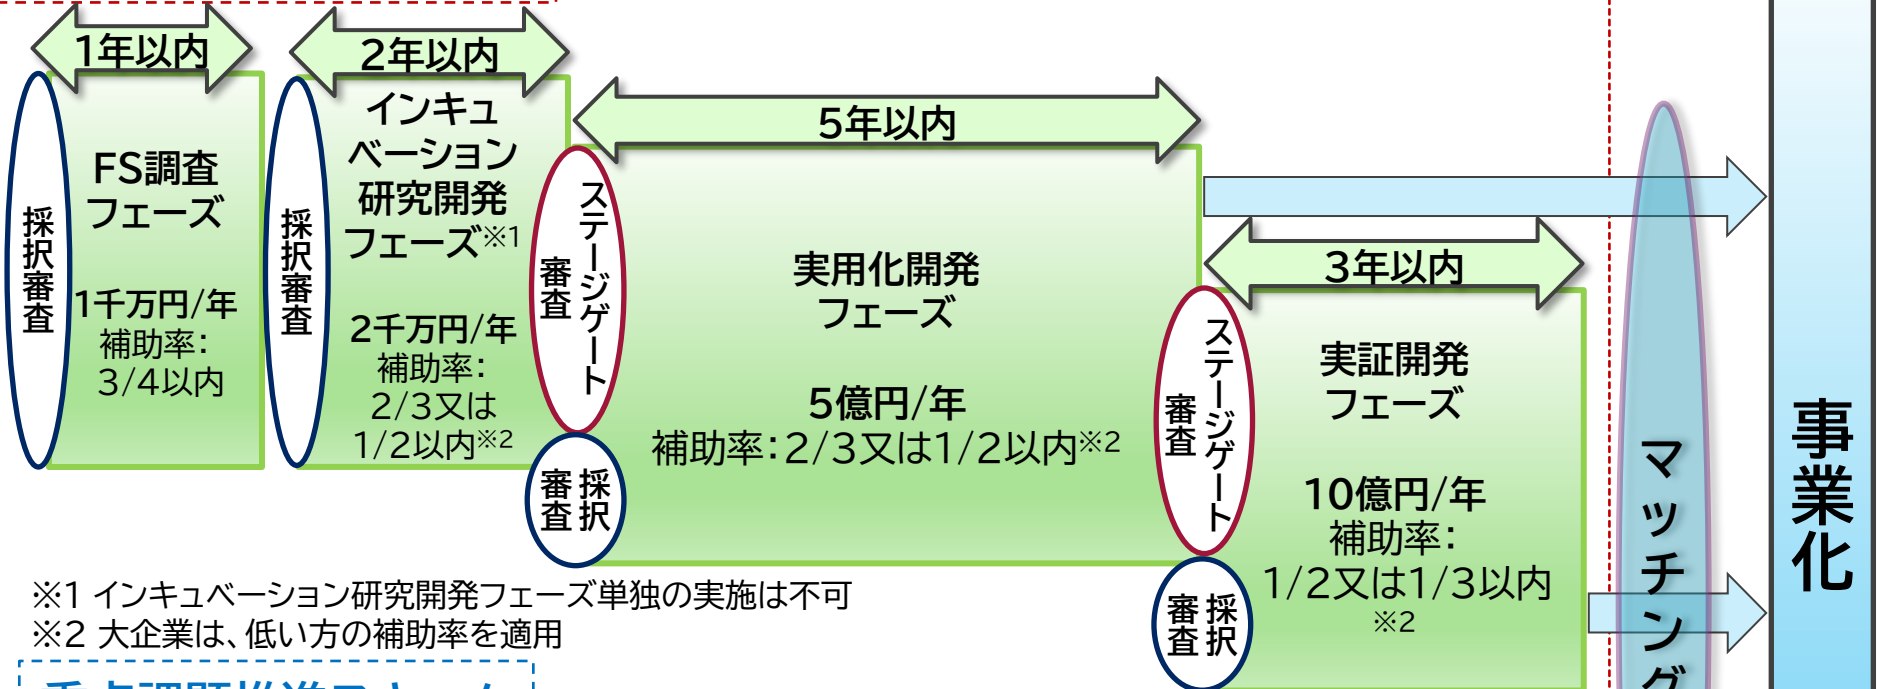 1年以内
採択審査
FS調査
フェーズ
1千万円/年
補助率：
3/4以内
2年以内
採択審査
インキュ
ベーション
研究開発
フェーズ※1
2千万円/年
補助率：
2/3又は
1/2以内※2
5年以内
ステージゲート
審査
採択
審査
実用化開発
フェーズ
5億円/年
補助率：2/3又は1/2以内※2
3年以内
ステージゲート
審査
採択
審査
実証開発
フェーズ
10億円/年
補助率：
1/2又は1/3以内
※2
マッチング
事業化
※1 インキュベーション研究開発フェーズ単独の実施は不可
※2 大企業は、低い方の補助率を適用
重点課題推進スキーム